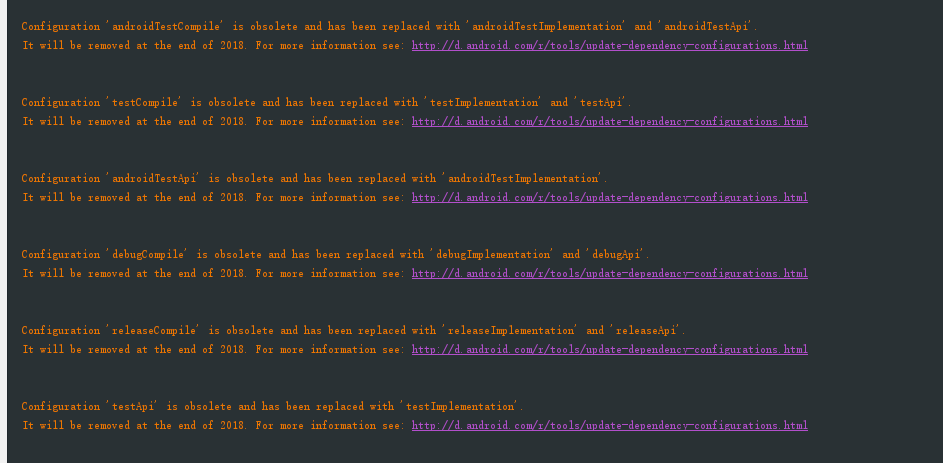 Configuration 'androidTestCompile' is obsolete and has been replaced with 'androidTestImplementation' and 'androidTestApi'.
It will be removed at the end of 2018. For more information see: http://d.android.com/r/tools/update-dependency-configurations.html
Configuration 'testCompile' is obsolete and has been replaced with 'testImplementation' and 'testApi'.
It will be removed at the end of 2018. For more information see: http://d.android.com/r/tools/update-dependency-configurations.html
Configuration 'androidTestApi' is obsolete and has been replaced with 'androidTestImplementation'.
It will be removed at the end of 2018. For more information see: http://d.android.com/r/tools/update-dependency-configurations.html
Configuration 'debugCompile' is obsolete and has been replaced with 'debugImplementation' and 'debugApi'.
It will be removed at the end of 2018. For more information see: http://d.android.com/r/tools/update-dependency-configurations.html
Configuration 'releaseCompile' is obsolete and has been replaced with 'releaseImplementation' and 'releaseApi'.
It will be removed at the end of 2018. For more information see: http://d.android.com/r/tools/update-dependency-configurations.html
Configuration 'testApi' is obsolete and has been replaced with 'testImplementation'.
It will be removed at the end of 2018. For more information see: http://d.android.com/r/tools/update-dependency-configurations.html